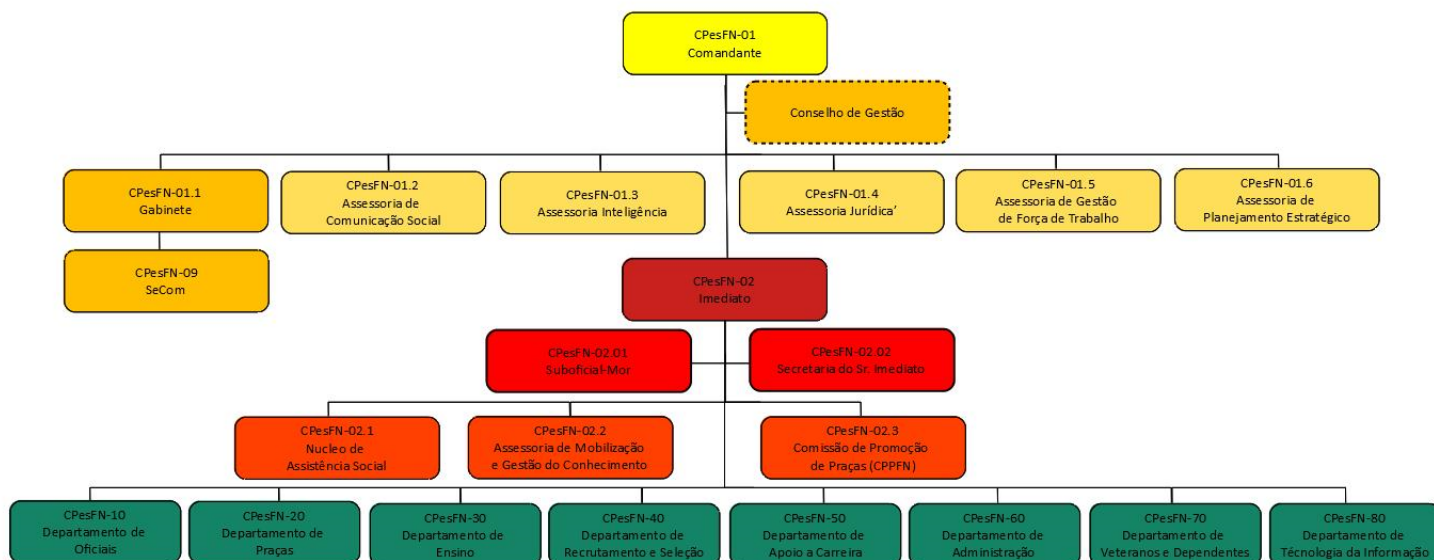 CPesFN-01
Comandante
Conselho de Gestão
CPesFN-01.1
Gabinete
CPesFN-01.2
Assessoria de
Comunicação Social
CPesFN-01.3
Assessoria Inteligência
CPesFN-01.4
Assessoria Jurídica´
CPesFN-01.5
Assessoria de Gestão
de Força de Trabalho
CPesFN-01.6
Assessoria de
Planejamento Estratégico
CPesFN-09
SeCom
CPesFN-02
Imediato
CPesFN-02.01
Suboficial-Mor
CPesFN-02.02
Secretaria do Sr. Imediato
CPesFN-02.1
Nucleo de
Assistência Social
CPesFN-02.2
Assessoria de Mobilização
e Gestão do Conhecimento
CPesFN-02.3
Comissão de Promoção
de Praças (CPPFN)
CPesFN-10
Departamento de
Oficiais
CPesFN-20
Departamento de
Praças
CPesFN-30
Departamento de
Ensino
CPesFN-40
Departamento de
Recrutamento e Seleção
CPesFN-50
Departamento de
Apoio a Carreira
CPesFN-60
Departamento de
Administração
CPesFN-70
Departamento de
Veteranos e Dependentes
CPesFN-80
Departamento de
Técnologia da Informação